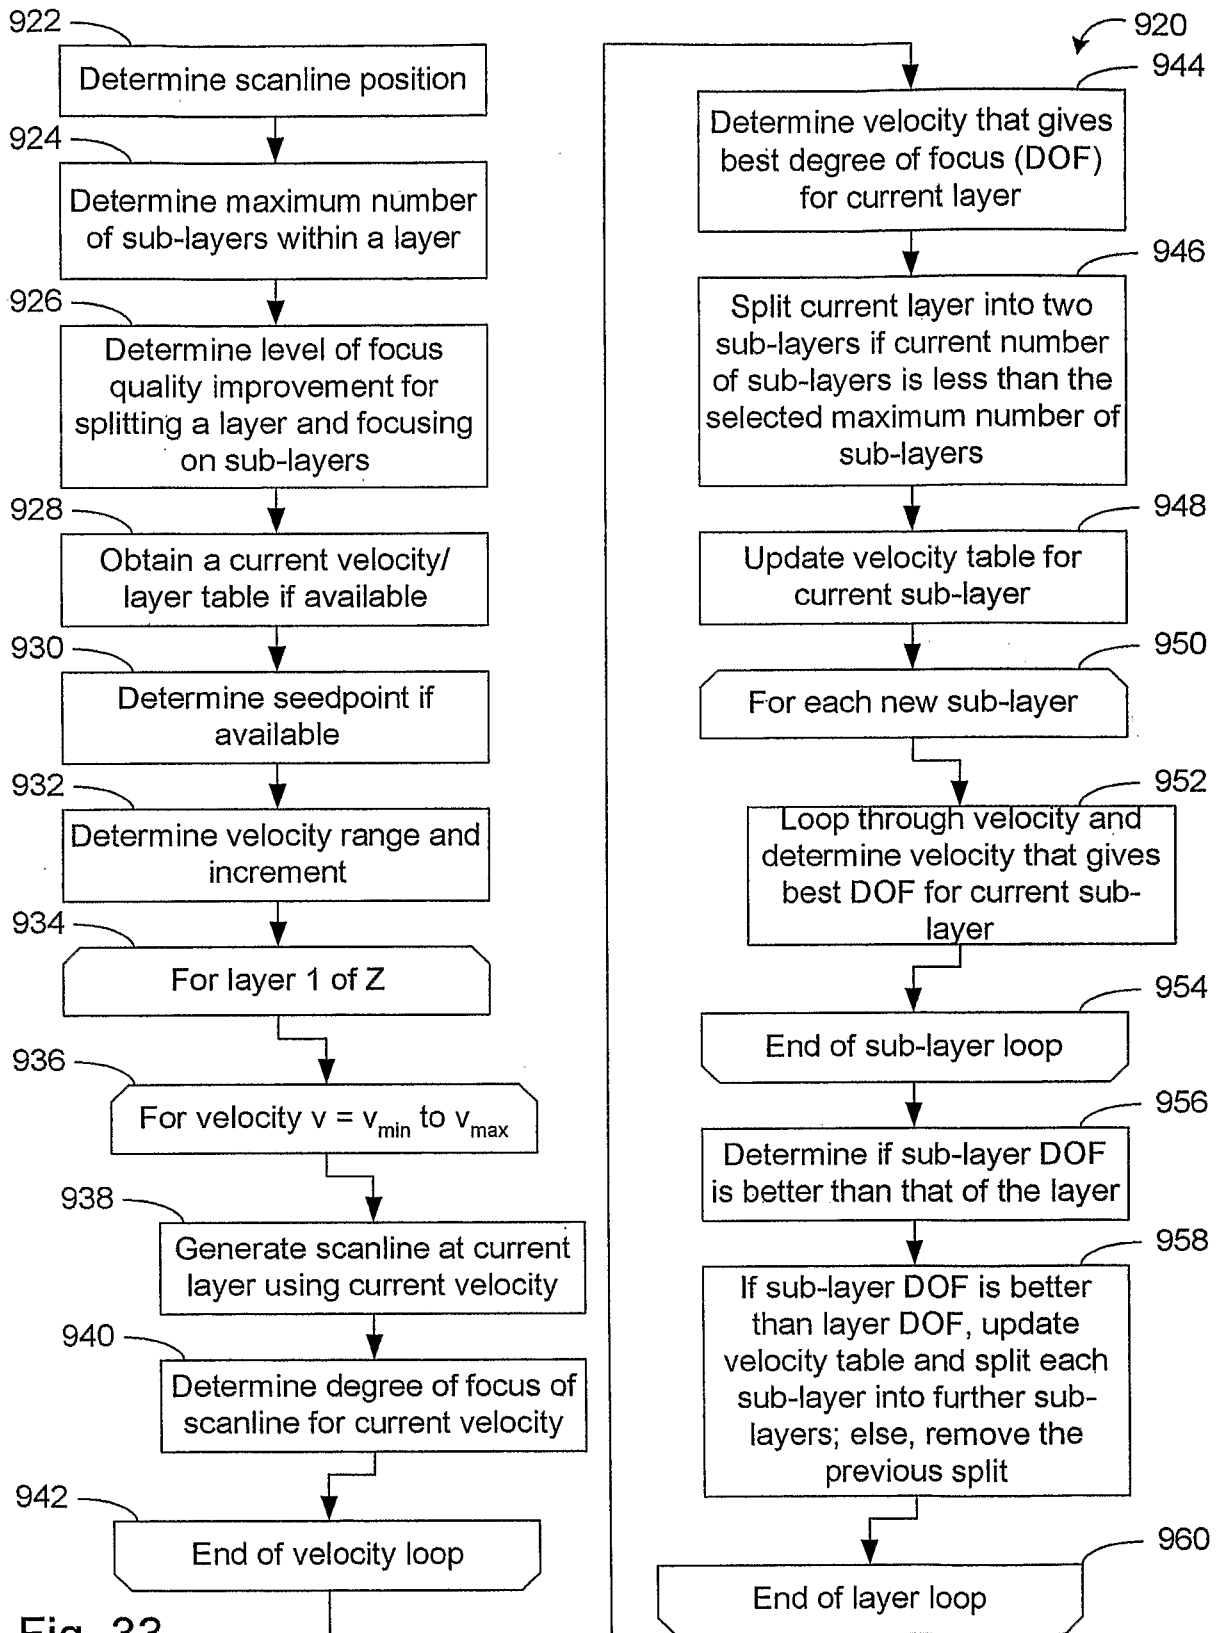 922
Determine scanline position
924
Determine maximum number
of sub-layers within a layer
926
Determine level of focus
quality improvement for
splitting a layer and focusing
on sub-layers
928
Obtain a current velocity/
layer table if available
930
Determine seedpoint if
available
932
Determine velocity range and
increment
934
For layer 1 of Z
936
For velocity v = vmin to vmax
938
Generate scanline at current
layer using current velocity
940
Determine degree of focus of
scanline for current velocity
942
End of velocity loop
Fig. 33
920
944
Determine velocity that gives
best degree of focus (DOF)
for current layer
946
Split current layer into two
sub-layers if current number
of sub-layers is less than the
selected maximum number of
sub-layers
948
Update velocity table for
current sub-layer
950
For each new sub-layer
952
Loop through velocity and
determine velocity that gives
best DOF for current sub-
layer
954
End of sub-layer loop
956
Determine if sub-layer DOF
is better than that of the layer
958
If sub-layer DOF is better
than layer DOF, update
velocity table and split each
sub-layer into further sub-
layers; else, remove the
previous split
960
End of layer loop